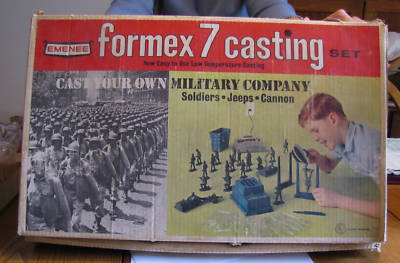 EMENEE
formex 7 casting SET
New Easy to Use Low Temperature Casting
CAST YOUR OWN MILITARY COMPANY
Soldiers • Jeeps • Cannon